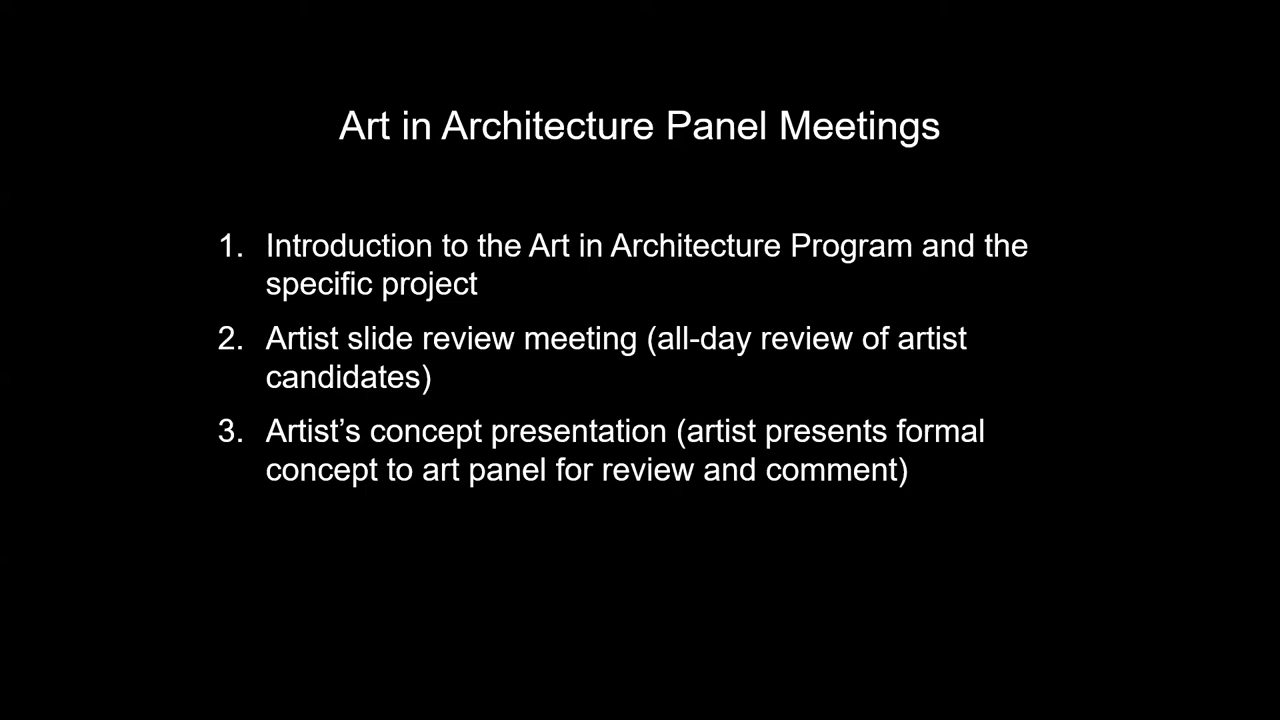 Art in Architecture Panel Meetings
1. Introduction to the Art in Architecture Program and the
specific project
2. Artist slide review meeting (all-day review of artist
candidates)
3. Artist’s concept presentation (artist presents formal
concept to art panel for review and comment)